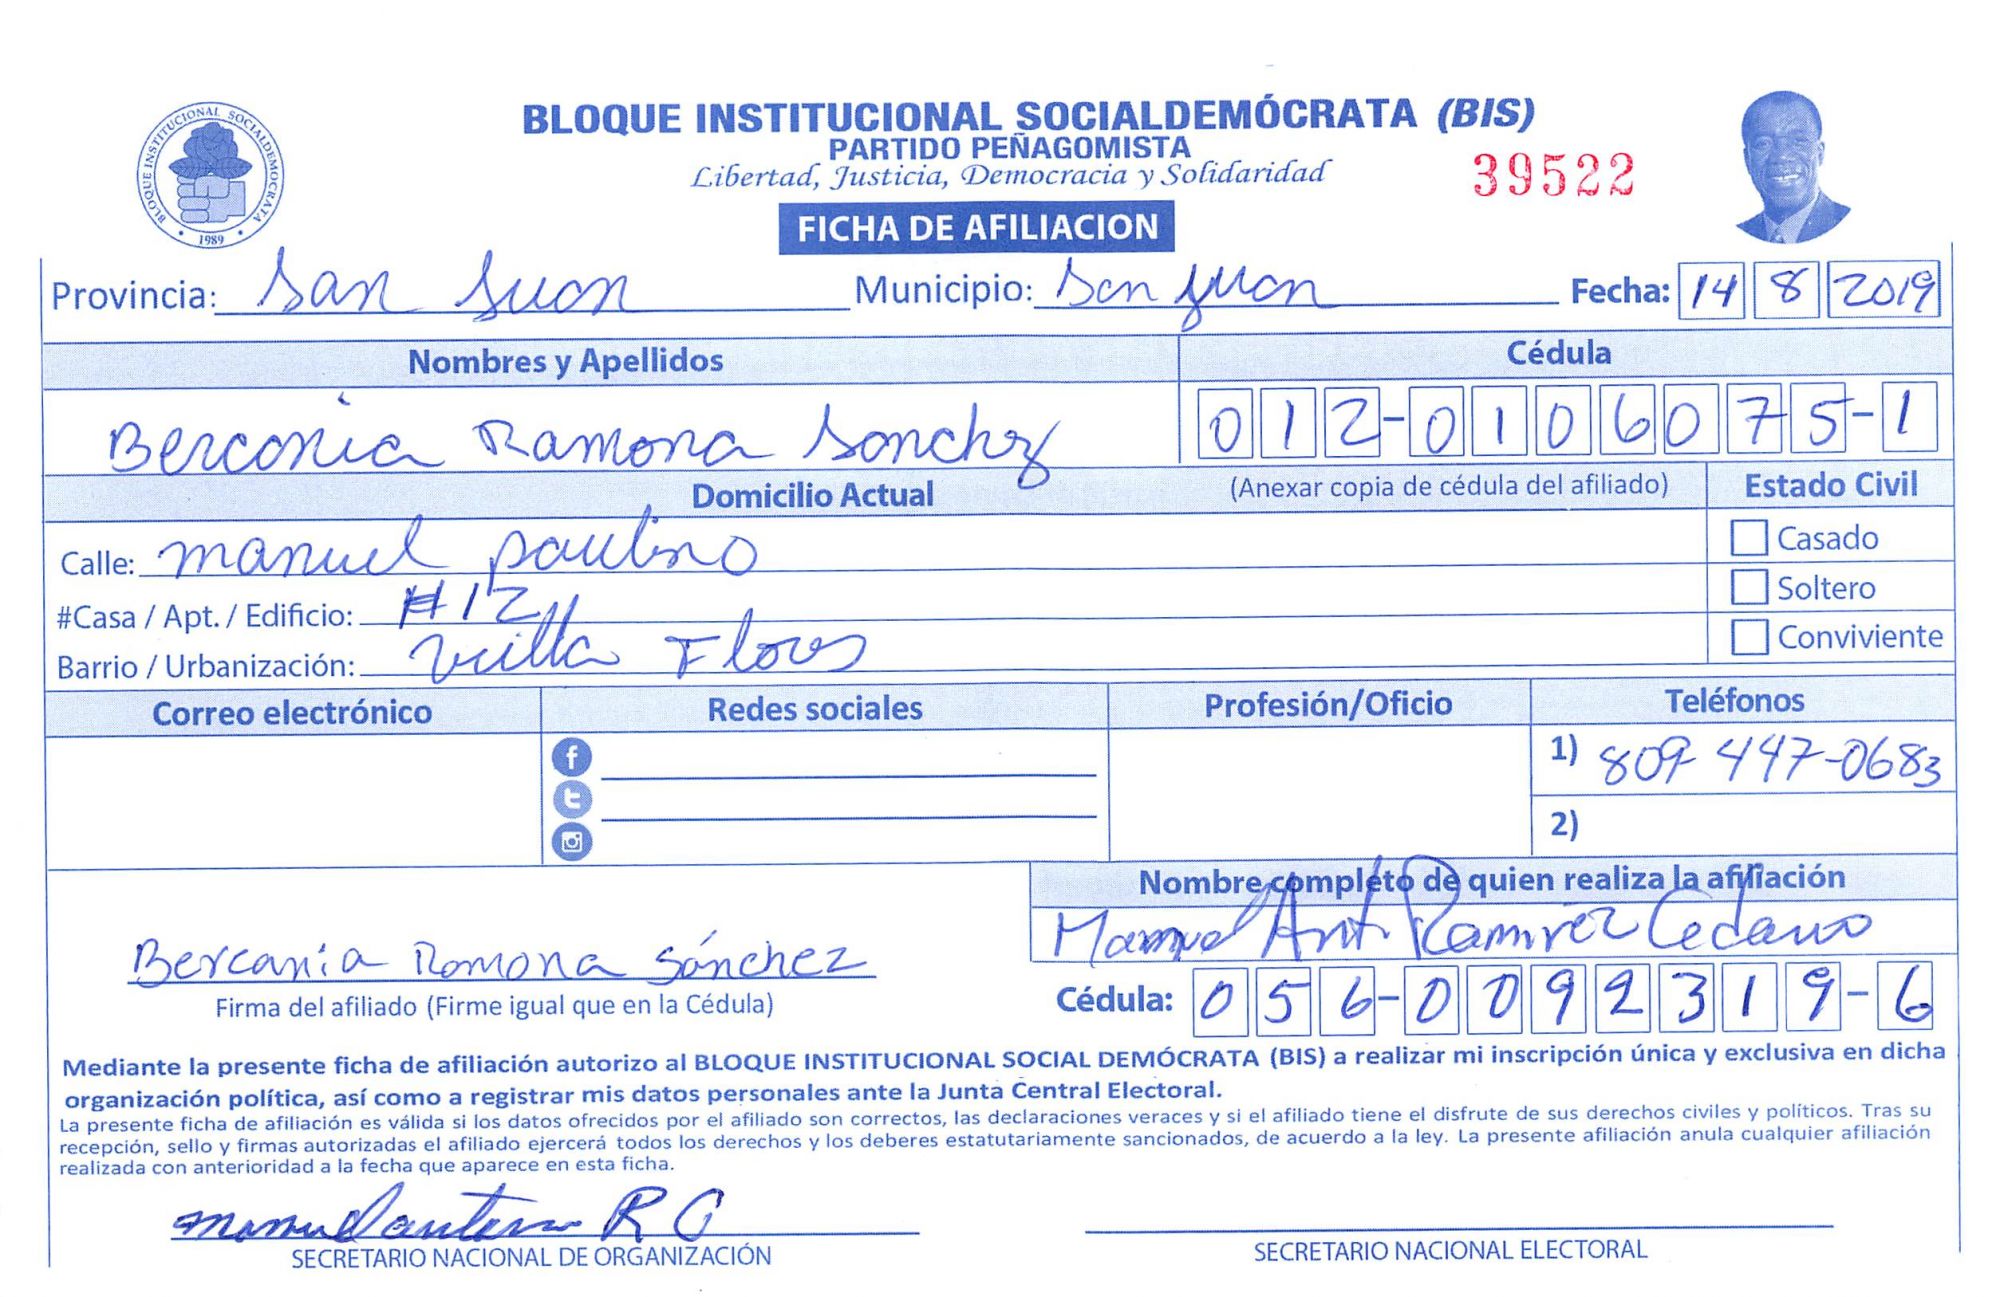 BLOQUE INSTITUCIONAL SOCIALDEMOCRATA
1989
BLOQUE INSTITUCIONAL SOCIALDEMÓCRATA (BIS)
PARTIDO PEÑAGOMISTA
Libertad, Justicia, Democracia y Solidaridad
39522
FICHA DE AFILIACION
Provincia: San Juan Municipio: San Juan Fecha: 14 8 2019
Nombres y Apellidos Cédula
Bercania Ramona Sanchez 012-0106075-1
Domicilio Actual (Anexar copia de cédula del afiliado) Estado Civil
Calle: manuel paulino Casado
#Casa / Apt. / Edificio: #12 Soltero
Barrio / Urbanización: Villa Flores Conviviente
Correo electrónico Redes sociales Profesión/Oficio Teléfonos
1) 809 447-0683
2)
Nombre completo de quien realiza la afiliación
Manuel Ant. Ramirez Cedano
Bercania Ramona Sánchez
Firma del afiliado (Firme igual que en la Cédula) Cédula: 056-0092319-6
Mediante la presente ficha de afiliación autorizo al BLOQUE INSTITUCIONAL SOCIAL DEMÓCRATA (BIS) a realizar mi inscripción única y exclusiva en dicha
organización política, así como a registrar mis datos personales ante la Junta Central Electoral.
La presente ficha de afiliación es válida si los datos ofrecidos por el afiliado son correctos, las declaraciones veraces y si el afiliado tiene el disfrute de sus derechos civiles y políticos. Tras su
recepción, sello y firmas autorizadas el afiliado ejercerá todos los derechos y los deberes estatutariamente sancionados, de acuerdo a la ley. La presente afiliación anula cualquier afiliación
realizada con anterioridad a la fecha que aparece en esta ficha.
R C
SECRETARIO NACIONAL DE ORGANIZACIÓN SECRETARIO NACIONAL ELECTORAL